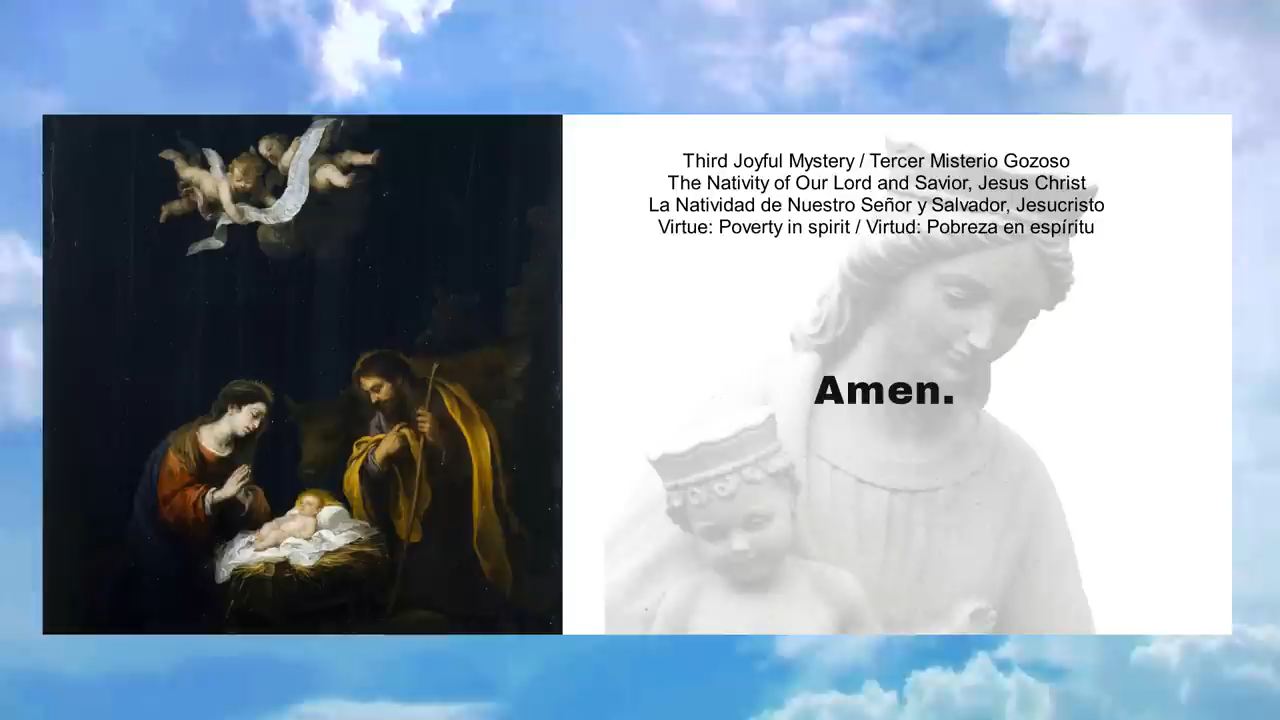 Third Joyful Mystery / Tercer Misterio Gozoso
The Nativity of Our Lord and Savior, Jesus Christ
La Natividad de Nuestro Señor y Salvador, Jesucristo
Virtue: Poverty in spirit / Virtud: Pobreza en espíritu
Amen.